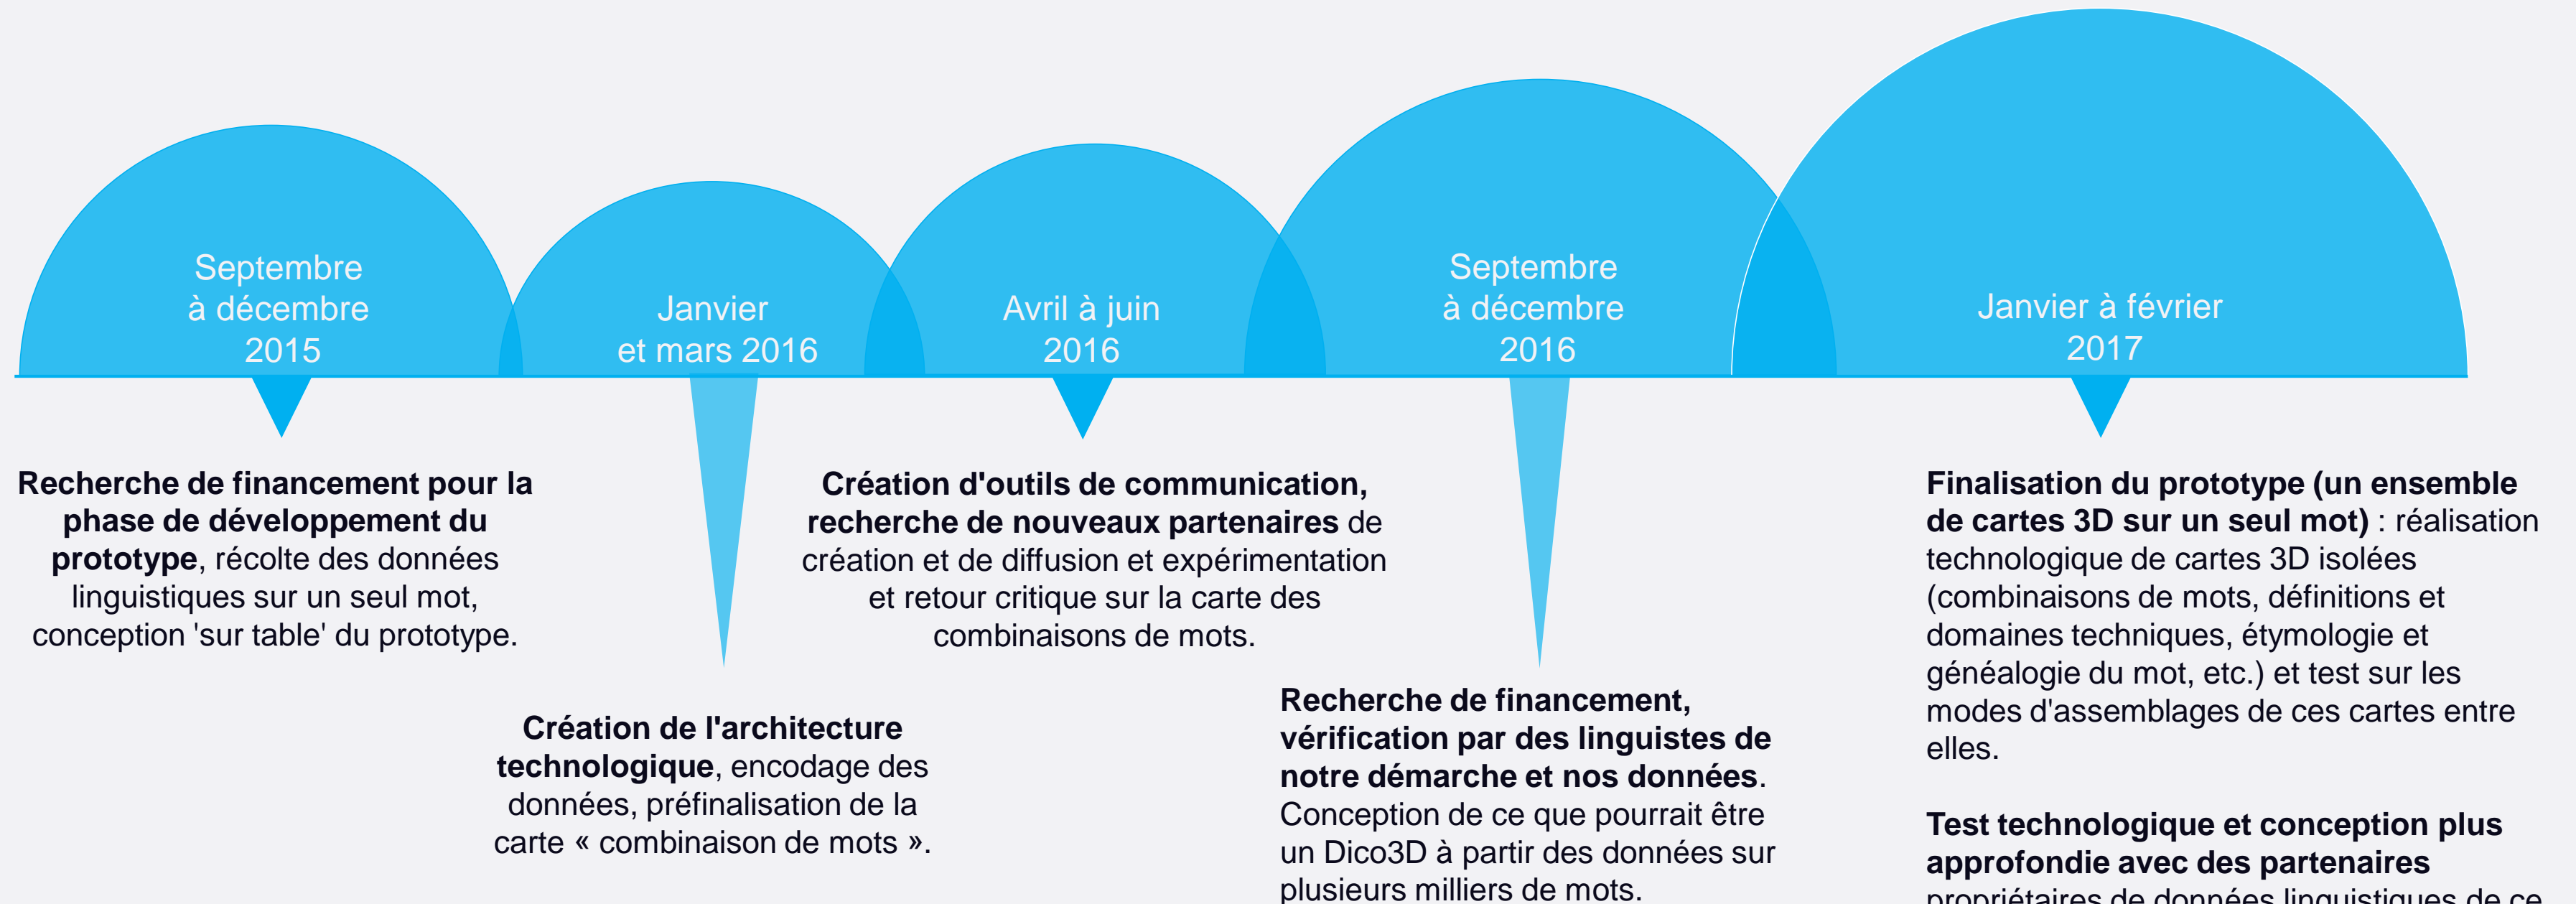 Septembre
à décembre
2015
Janvier
et mars 2016
Avril à juin
2016
Septembre
à décembre
2016
Janvier à février
2017
Recherche de financement pour la
phase de développement du
prototype, récolte des données
linguistiques sur un seul mot,
conception 'sur table' du prototype.
Création de l'architecture
technologique, encodage des
données, préfinalisation de la
carte « combinaison de mots ».
Création d'outils de communication,
recherche de nouveaux partenaires de
création et de diffusion et expérimentation
et retour critique sur la carte des
combinaisons de mots.
Recherche de financement,
vérification par des linguistes de
notre démarche et nos données.
Conception de ce que pourrait être
un Dico3D à partir des données sur
plusieurs milliers de mots.
Finalisation du prototype (un ensemble
de cartes 3D sur un seul mot) : réalisation
technologique de cartes 3D isolées
(combinaisons de mots, définitions et
domaines techniques, étymologie et
généalogie du mot, etc.) et test sur les
modes d'assemblages de ces cartes entre
elles.
Test technologique et conception plus
approfondie avec des partenaires
propriétaires de données linguistiques de ce